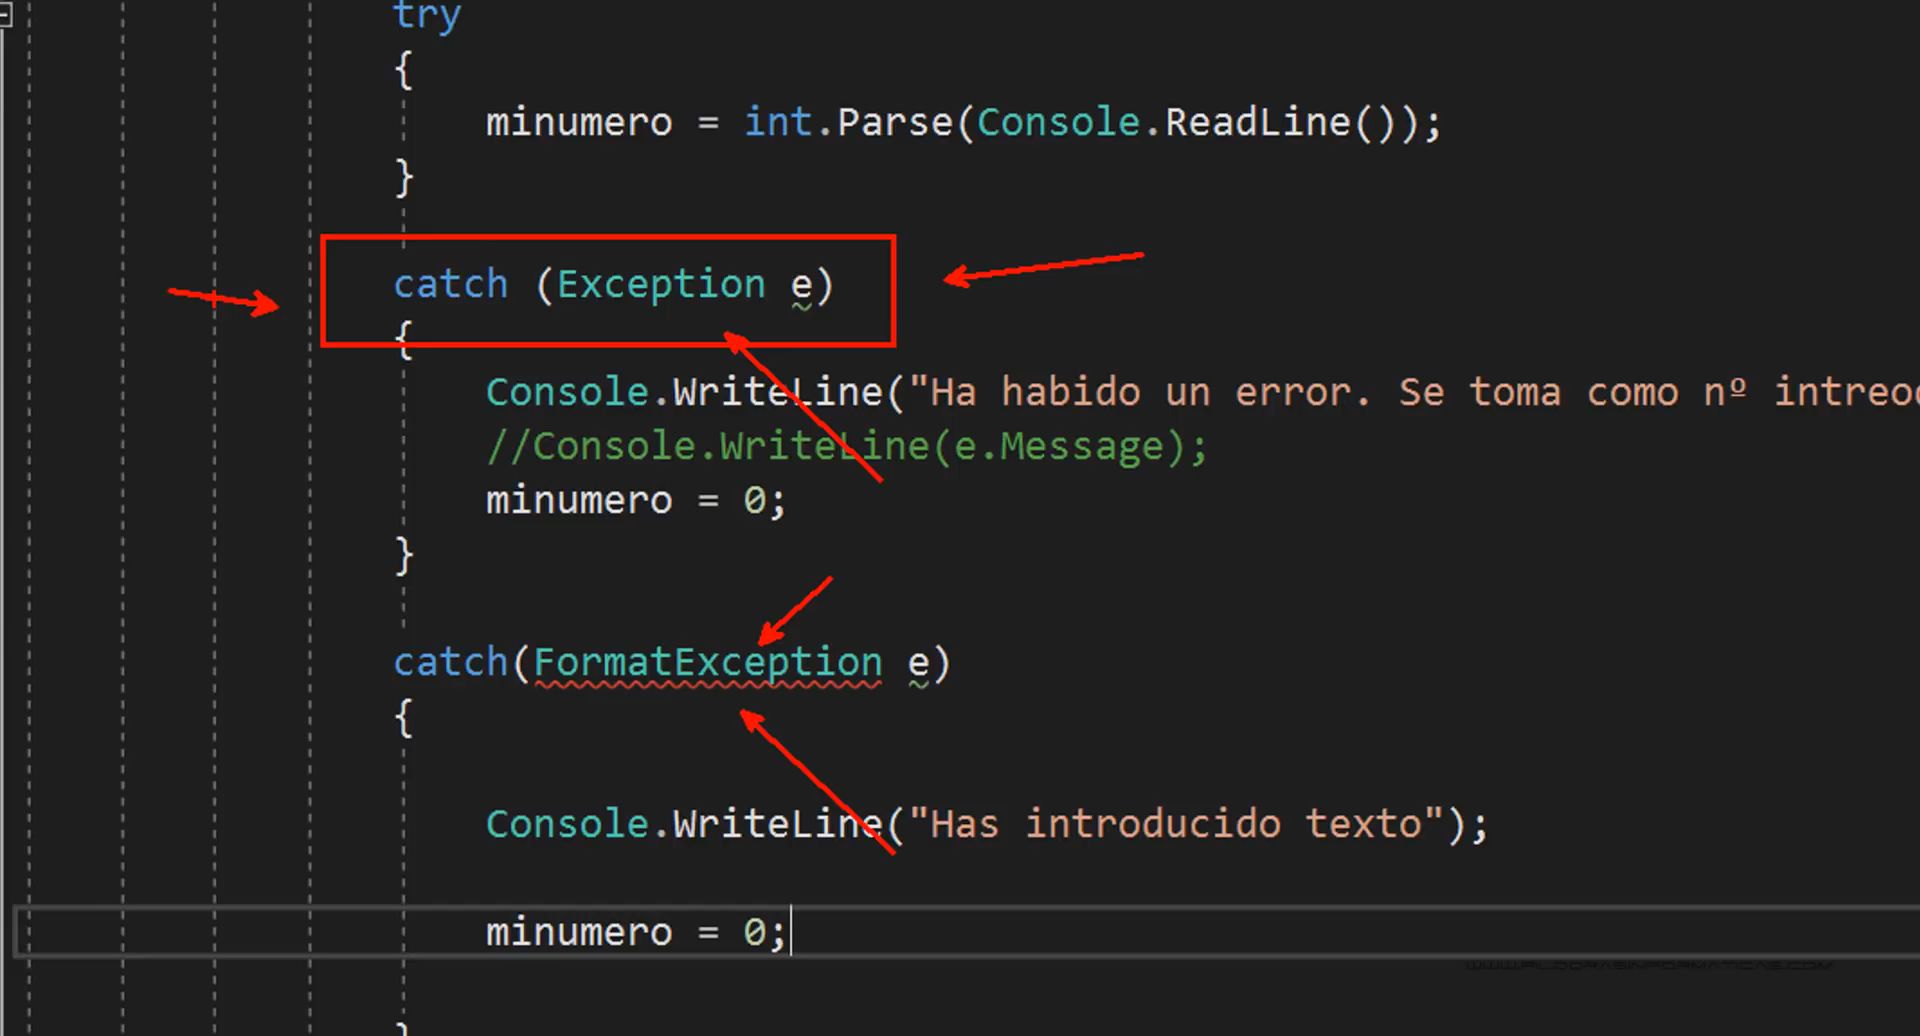 try
{
minumero = int.Parse(Console.ReadLine());
}
catch (Exception e)
{
Console.WriteLine("Ha habido un error. Se toma como nº intreo
//Console.WriteLine(e.Message);
minumero = 0;
}
catch(FormatException e)
{
Console.WriteLine("Has introducido texto");
minumero = 0;
}